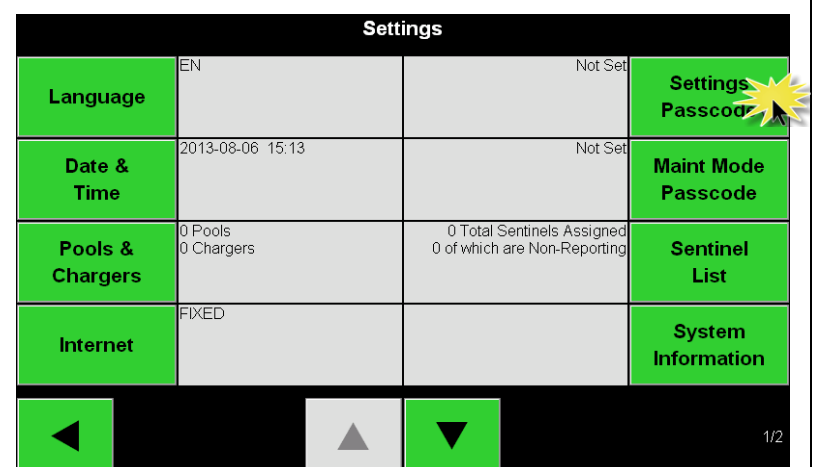 Settings
Language
EN
Not Set
Settings
Passcode
Date &
Time
2013-08-06 15:13
Not Set
Maint Mode
Passcode
Pools &
Chargers
0 Pools
0 Chargers
0 Total Sentinels Assigned
0 of which are Non-Reporting
Sentinel
List
Internet
FIXED
System
Information
1/2